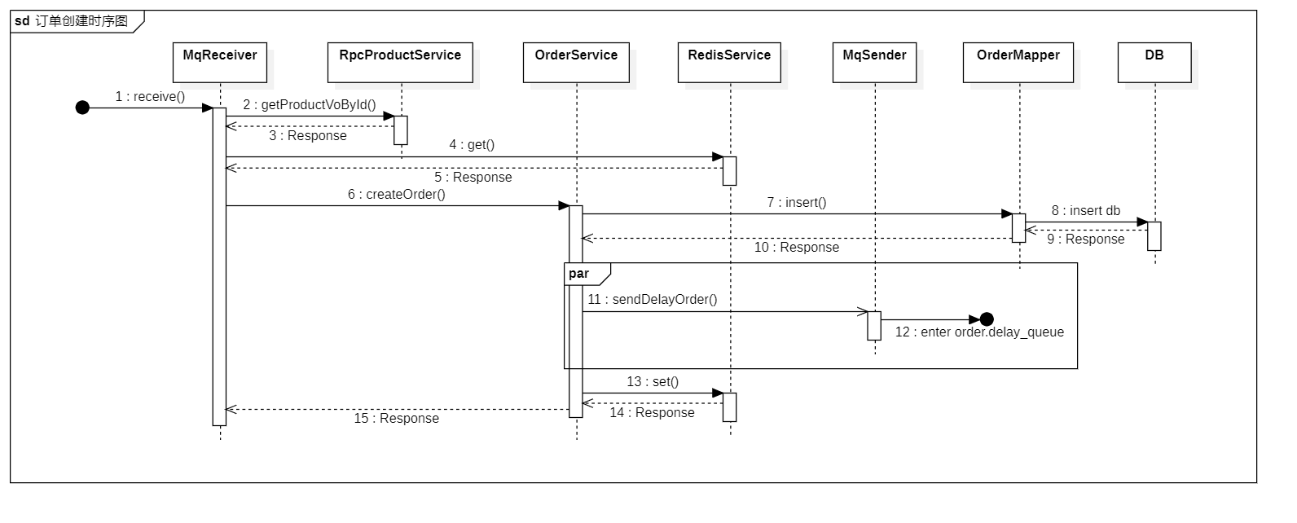 sd 订单创建时序图
MqReceiver
RpcProductService
OrderService
RedisService
MqSender
OrderMapper
DB
1 : receive()
2 : getProductVoById()
3 : Response
4 : get()
5 : Response
6 : createOrder()
7 : insert()
8 : insert db
9 : Response
10 : Response
par
11 : sendDelayOrder()
12 : enter order.delay_queue
13 : set()
14 : Response
15 : Response